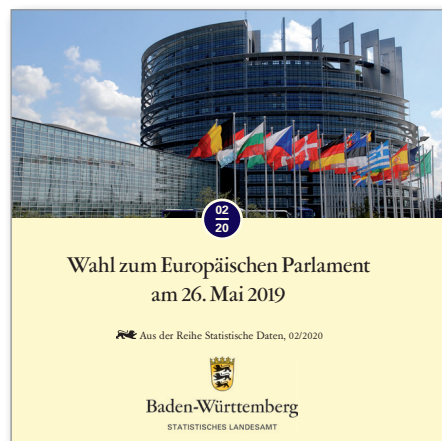 02
20
Wahl zum Europäischen Parlament
am 26. Mai 2019
Aus der Reihe Statistische Daten, 02/2020
Baden-Württemberg
STATISTISCHES LANDESAMT